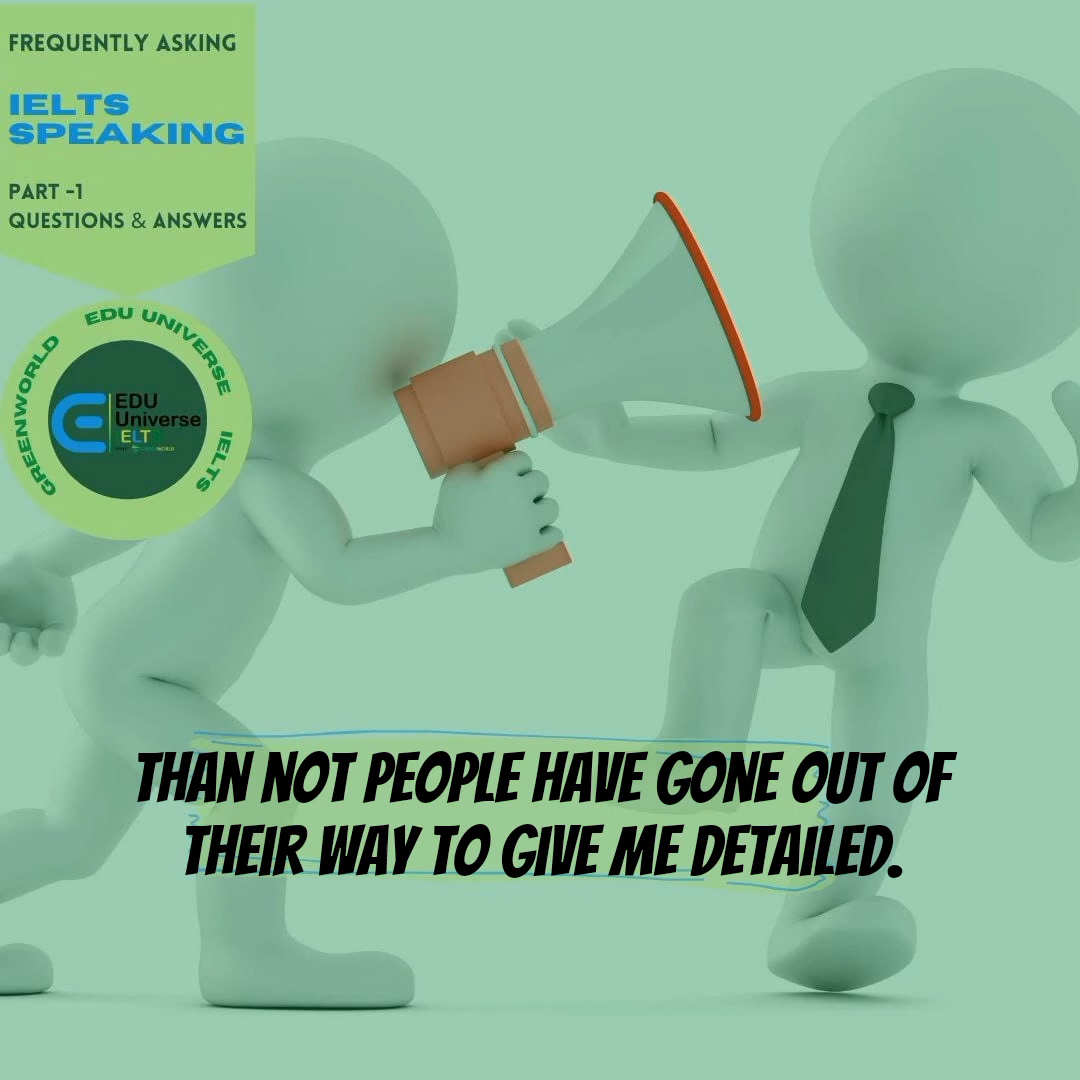 FREQUENTLY ASKING
IELTS
SPEAKING
PART -1
QUESTIONS & ANSWERS
EDU UNIVERSE
GREENWORLD
IELTS
EDU
Universe
THAN NOT PEOPLE HAVE GONE OUT OF
THEIR WAY TO GIVE ME DETAILED.